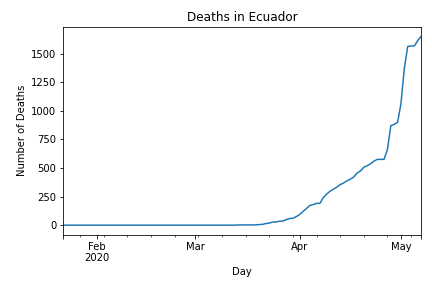 Deaths in Ecuador
1500
1250
1000
750
500
250
0
Number of Deaths
Feb
2020
Mar
Apr
May
Day